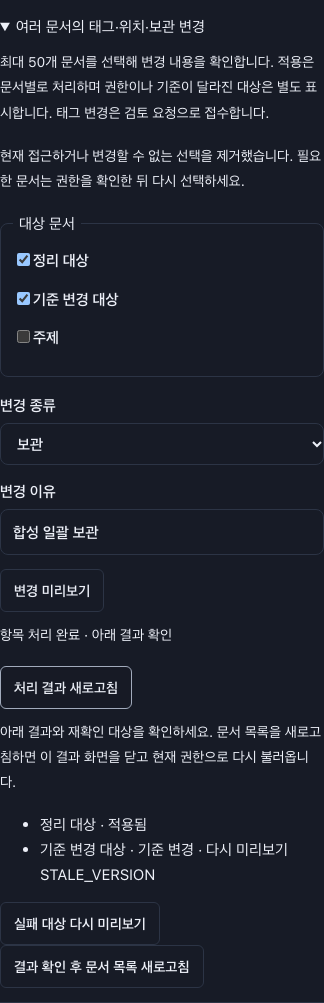 ▼ 여러 문서의 태그·위치·보관 변경
최대 50개 문서를 선택해 변경 내용을 확인합니다. 적용은
문서별로 처리하며 권한이나 기준이 달라진 대상은 별도 표
시합니다. 태그 변경은 검토 요청으로 접수합니다.
현재 접근하거나 변경할 수 없는 선택을 제거했습니다. 필요
한 문서는 권한을 확인한 뒤 다시 선택하세요.
대상 문서
정리 대상
기준 변경 대상
주제
변경 종류
보관
변경 이유
합성 일괄 보관
변경 미리보기
항목 처리 완료 · 아래 결과 확인
처리 결과 새로고침
아래 결과와 재확인 대상을 확인하세요. 문서 목록을 새로고
침하면 이 결과 화면을 닫고 현재 권한으로 다시 불러옵니
다.
• 정리 대상 · 적용됨
• 기준 변경 대상 · 기준 변경 · 다시 미리보기
STALE_VERSION
실패 대상 다시 미리보기
결과 확인 후 문서 목록 새로고침